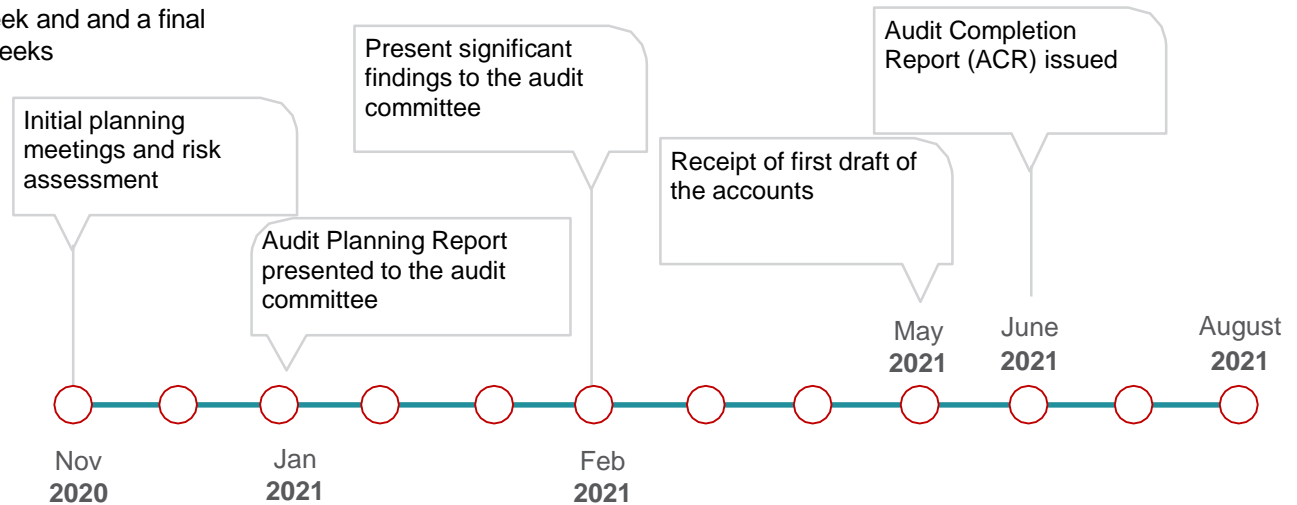 and and a final
Initial planning
meetings and risk
assessment
Audit Planning Report
presented to the audit
committee
Present significant
findings to the audit
committee
Receipt of first draft of
the accounts
Audit Completion
Report (ACR) issued
May
2021
June
2021
August
2021
Nov
2020
Jan
2021
Feb
2021